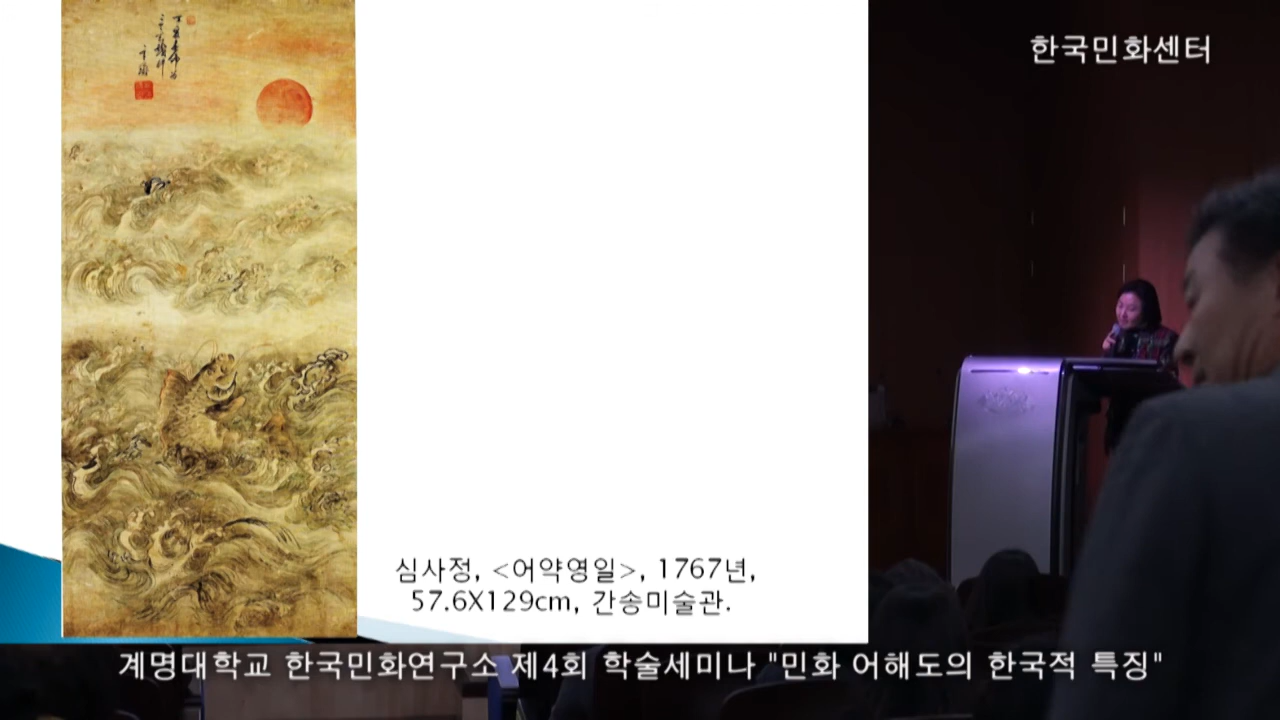 한국민화센터
심사정, <어약영일>, 1767년,
57.6X129cm, 간송미술관.
계명대학교 한국민화연구소 제4회 학술세미나 "민화 어해도의 한국적 특징"